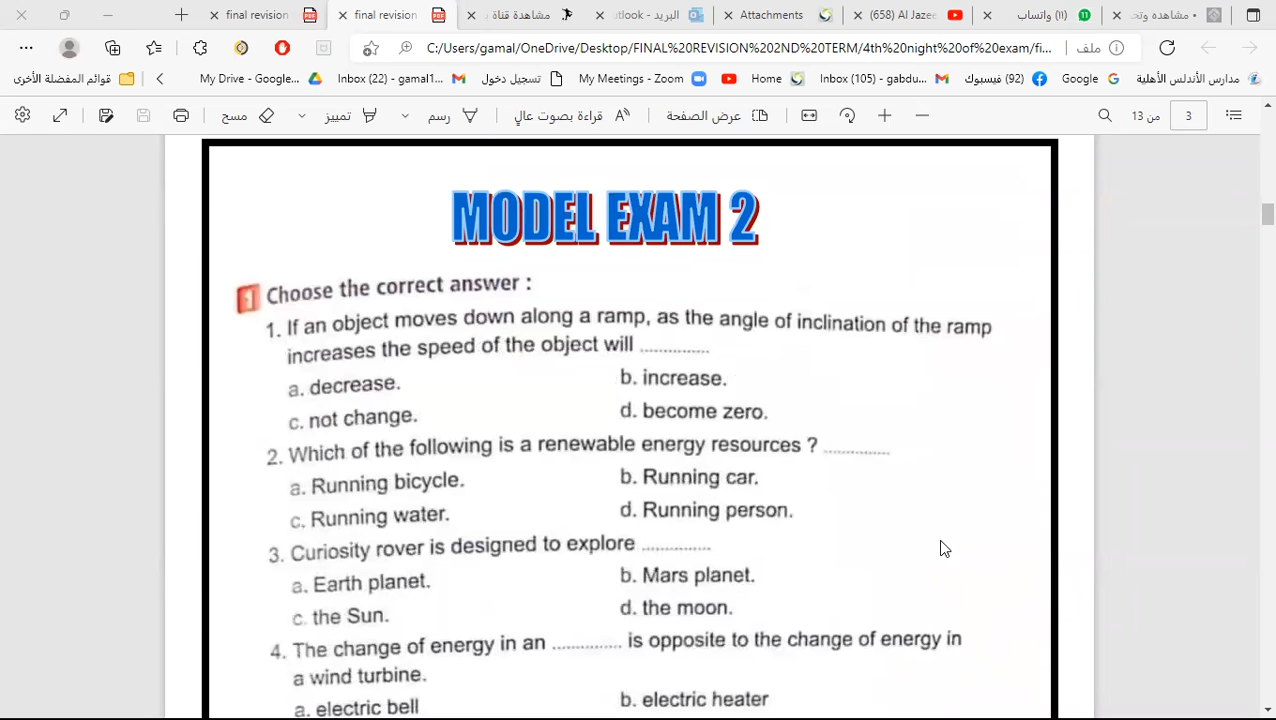 final revision
final revision
مشاهدة قناة
البريد - utlook
Attachments
(658) Al Jazee
(١١) واتساب
مشاهده وتح
C:/Users/gamal/OneDrive/Desktop/FINAL%20REVISION%202ND%20TERM/4th%20night%20of%20exam/fi...
ملف
قوائم المفضلة الأخرى
My Drive - Google...
Inbox (22) - gamal1...
تسجيل دخول
My Meetings - Zoom
Home
Inbox (105) - gabdu...
(92) فيسبوك
Google
مدارس الأندلس الأهلية
مسح
تمييز
رسم
قراءة بصوت عالٍ
عرض الصفحة
من 13
3
MODEL EXAM 2
1 Choose the correct answer :
1. If an object moves down along a ramp, as the angle of inclination of the ramp
increases the speed of the object will ..............
a. decrease.
b. increase.
c. not change.
d. become zero.
2. Which of the following is a renewable energy resources ? .............
a. Running bicycle.
b. Running car.
c. Running water.
d. Running person.
3. Curiosity rover is designed to explore ..............
a. Earth planet.
b. Mars planet.
c. the Sun.
d. the moon.
4. The change of energy in an .............. is opposite to the change of energy in
a wind turbine.
a. electric bell
b. electric heater